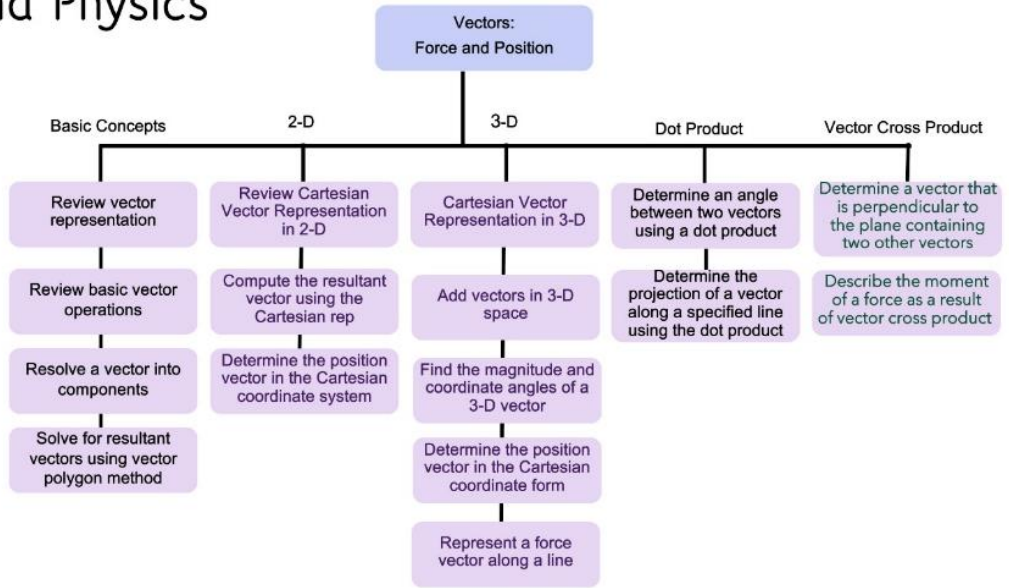 nd Physics
Vectors:
Force and Position
Basic Concepts
2-D
3-D
Dot Product
Vector Cross Product
Review vector
representation
Review basic vector
operations
Resolve a vector into
components
Solve for resultant
vectors using vector
polygon method
Review Cartesian
Vector Representation
in 2-D
Compute the resultant
vector using the
Cartesian rep
Determine the position
vector in the Cartesian
coordinate system
Cartesian Vector
Representation in 3-D
Add vectors in 3-D
space
Find the magnitude and
coordinate angles of a
3-D vector
Determine the position
vector in the Cartesian
coordinate form
Represent a force
vector along a line
Determine an angle
between two vectors
using a dot product
Determine the
projection of a vector
along a specified line
using the dot product
Determine a vector that
is perpendicular to
the plane containing
two other vectors
Describe the moment
of a force as a result
of vector cross product